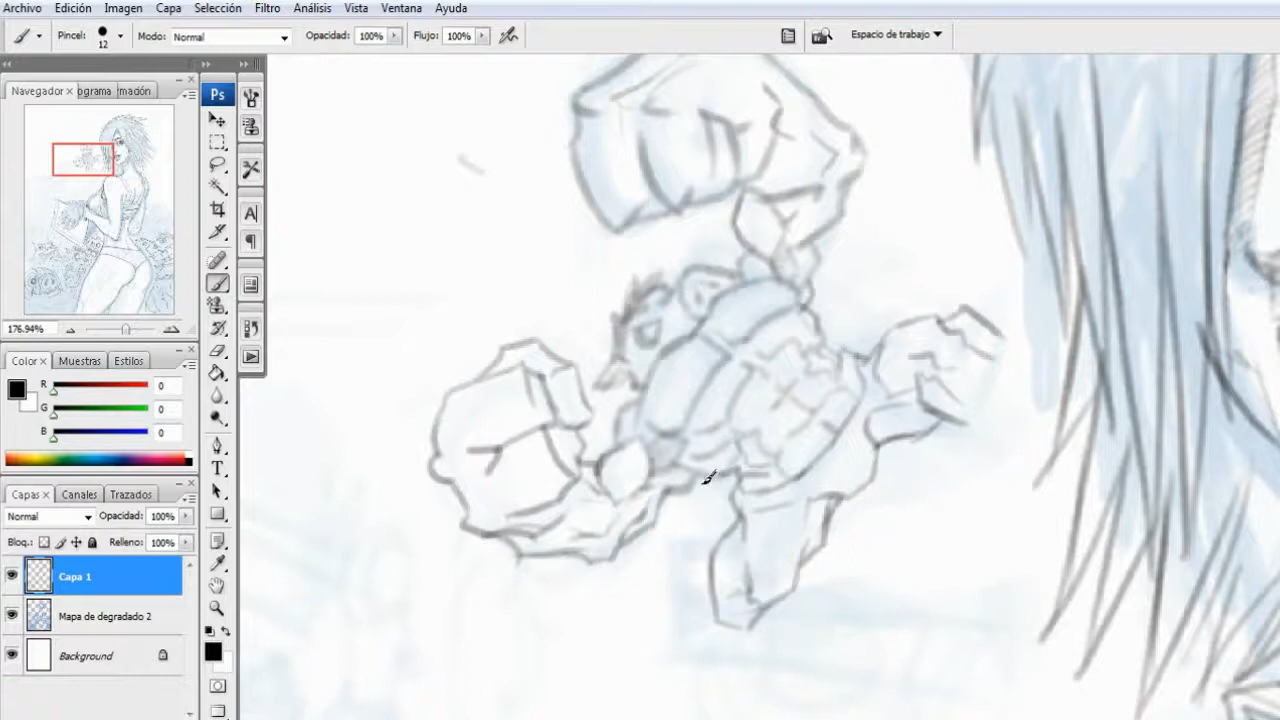 Archivo Edición Imagen Capa Selección Filtro Análisis Vista Ventana Ayuda
Pincel: 12 Modo: Normal Opacidad: 100% Flujo: 100% Espacio de trabajo
Navegador ograma mación
Ps
176.94%
Color Muestras Estilos
R 0
G 0
B 0
A
T
Capas Canales Trazados
Normal Opacidad: 100%
Bloq.: Relleno: 100%
Capa 1
Mapa de degradado 2
Background